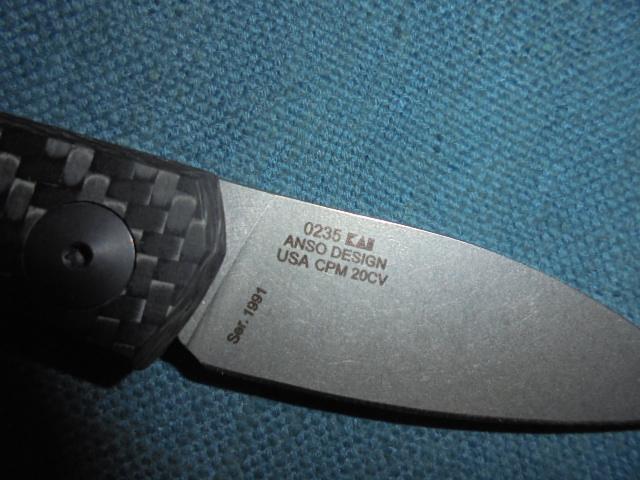 0235 KAI
ANSO DESIGN
USA CPM 20CV
Ser. 1991